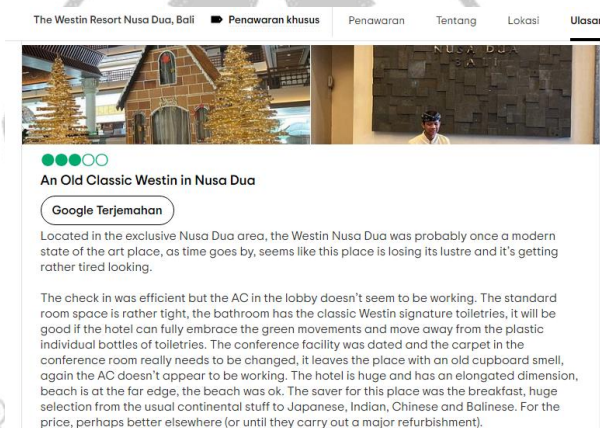 The Westin Resort Nusa Dua, Bali Penawaran khusus Penawaran Tentang Lokasi Ulasan
NUSA DUA
BALI
An Old Classic Westin in Nusa Dua
Google Terjemahan
Located in the exclusive Nusa Dua area, the Westin Nusa Dua was probably once a modern
state of the art place, as time goes by, seems like this place is losing its lustre and it's getting
rather tired looking.
The check in was efficient but the AC in the lobby doesn't seem to be working. The standard
room space is rather tight, the bathroom has the classic Westin signature toiletries, it will be
good if the hotel can fully embrace the green movements and move away from the plastic
individual bottles of toiletries. The conference facility was dated and the carpet in the
conference room really needs to be changed, it leaves the place with an old cupboard smell,
again the AC doesn't appear to be working. The hotel is huge and has an elongated dimension,
beach is at the far edge, the beach was ok. The saver for this place was the breakfast, huge
selection from the usual continental stuff to Japanese, Indian, Chinese and Balinese. For the
price, perhaps better elsewhere (or until they carry out a major refurbishment).